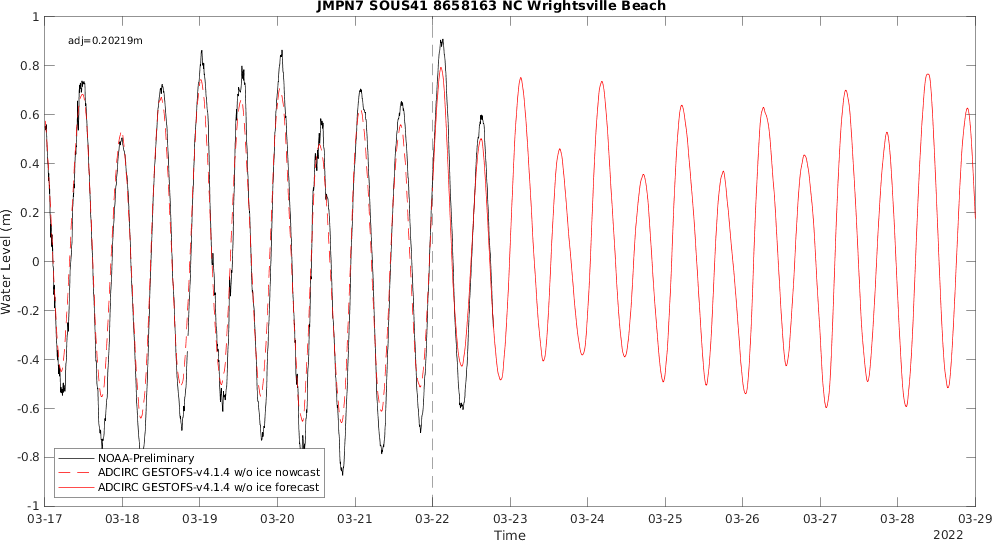 JMPN7 SOUS41 8658163 NC Wrightsville Beach
adj=0.20219m
Water Level (m)
1
0.8
0.6
0.4
0.2
0
-0.2
-0.4
-0.6
-0.8
-1
NOAA-Preliminary
ADCIRC GESTOFS-v4.1.4 w/o ice nowcast
ADCIRC GESTOFS-v4.1.4 w/o ice forecast
03-17 03-18 03-19 03-20 03-21 03-22 03-23 03-24 03-25 03-26 03-27 03-28 03-29
Time
2022